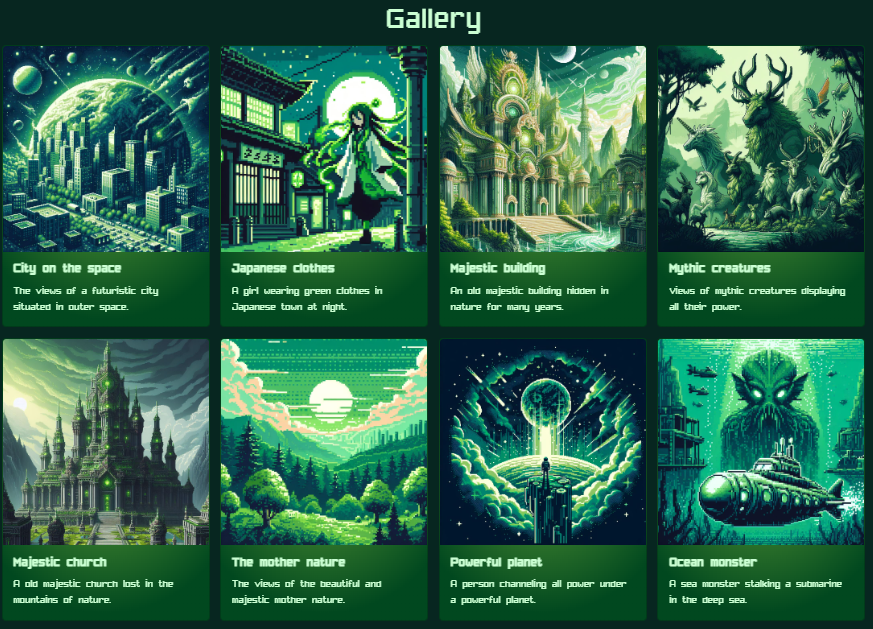 Gallery
City on the space
The views of a futuristic city
situated in outer space.
Japanese clothes
A girl wearing green clothes in
Japanese town at night.
Majestic building
An old majestic building hidden in
nature for many years.
Mythic creatures
Views of mythic creatures displaying
all their power.
Majestic church
A old majestic church lost in the
mountains of nature.
The mother nature
The views of the beautiful and
majestic mother nature.
Powerful planet
A person channeling all power under
a powerful planet.
Ocean monster
A sea monster stalking a submarine
in the deep sea.